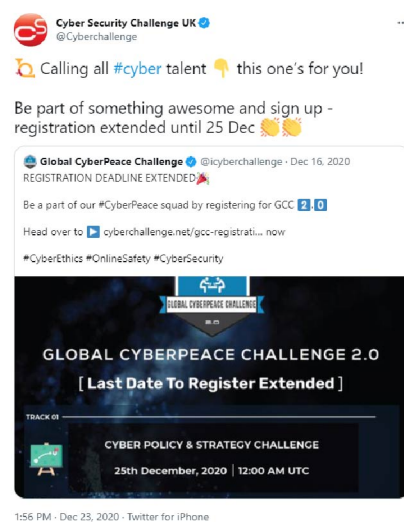 Cyber Security Challenge UK
@Cyberchallenge
Calling all #cyber talent 👇 this one's for you!
Be part of something awesome and sign up -
registration extended until 25 Dec 👏👏
Global CyberPeace Challenge @icyberchallenge · Dec 16, 2020
REGISTRATION DEADLINE EXTENDED🎉
Be a part of our #CyberPeace squad by registering for GCC 2️⃣.0️⃣
Head over to ▶️ cyberchallenge.net/gcc-registrati... now
#CyberEthics #OnlineSafety #CyberSecurity
GLOBAL CYBERPEACE CHALLENGE
2.0
GLOBAL CYBERPEACE CHALLENGE 2.0
[ Last Date To Register Extended ]
TRACK 01
CYBER POLICY & STRATEGY CHALLENGE
25th December, 2020 | 12:00 AM UTC
1:56 PM · Dec 23, 2020 · Twitter for iPhone